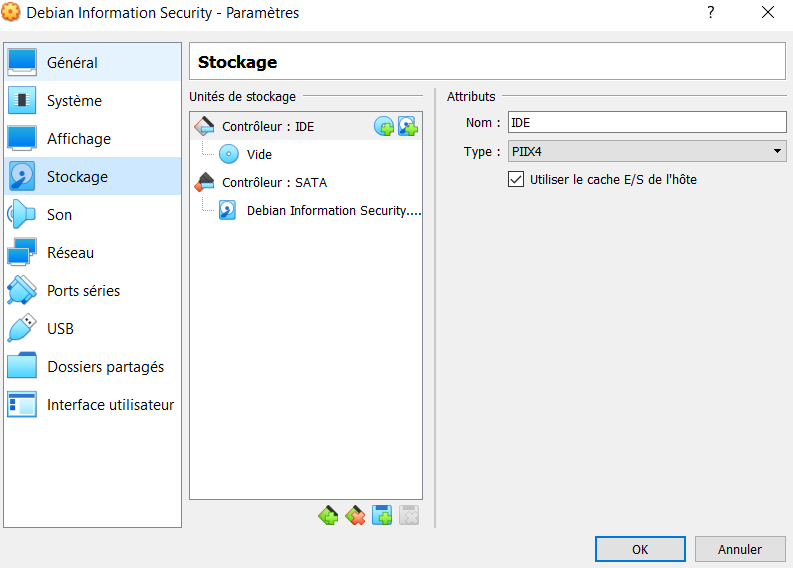 Debian Information Security - Paramètres
?
Général
Système
Affichage
Stockage
Son
Réseau
Ports séries
USB
Dossiers partagés
Interface utilisateur
Stockage
Unités de stockage
Contrôleur : IDE
Vide
Contrôleur : SATA
Debian Information Security....
Attributs
Nom : IDE
Type : PIIX4
Utiliser le cache E/S de l'hôte
OK
Annuler